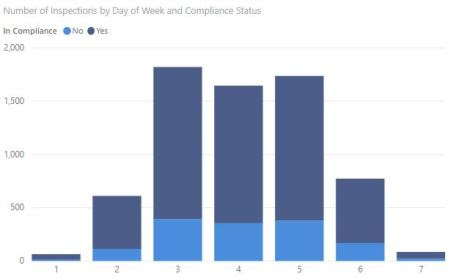 Number of Inspections by Day of Week and Compliance Status
In Compliance No Yes
2,000
1,500
1,000
500
0
1 2 3 4 5 6 7